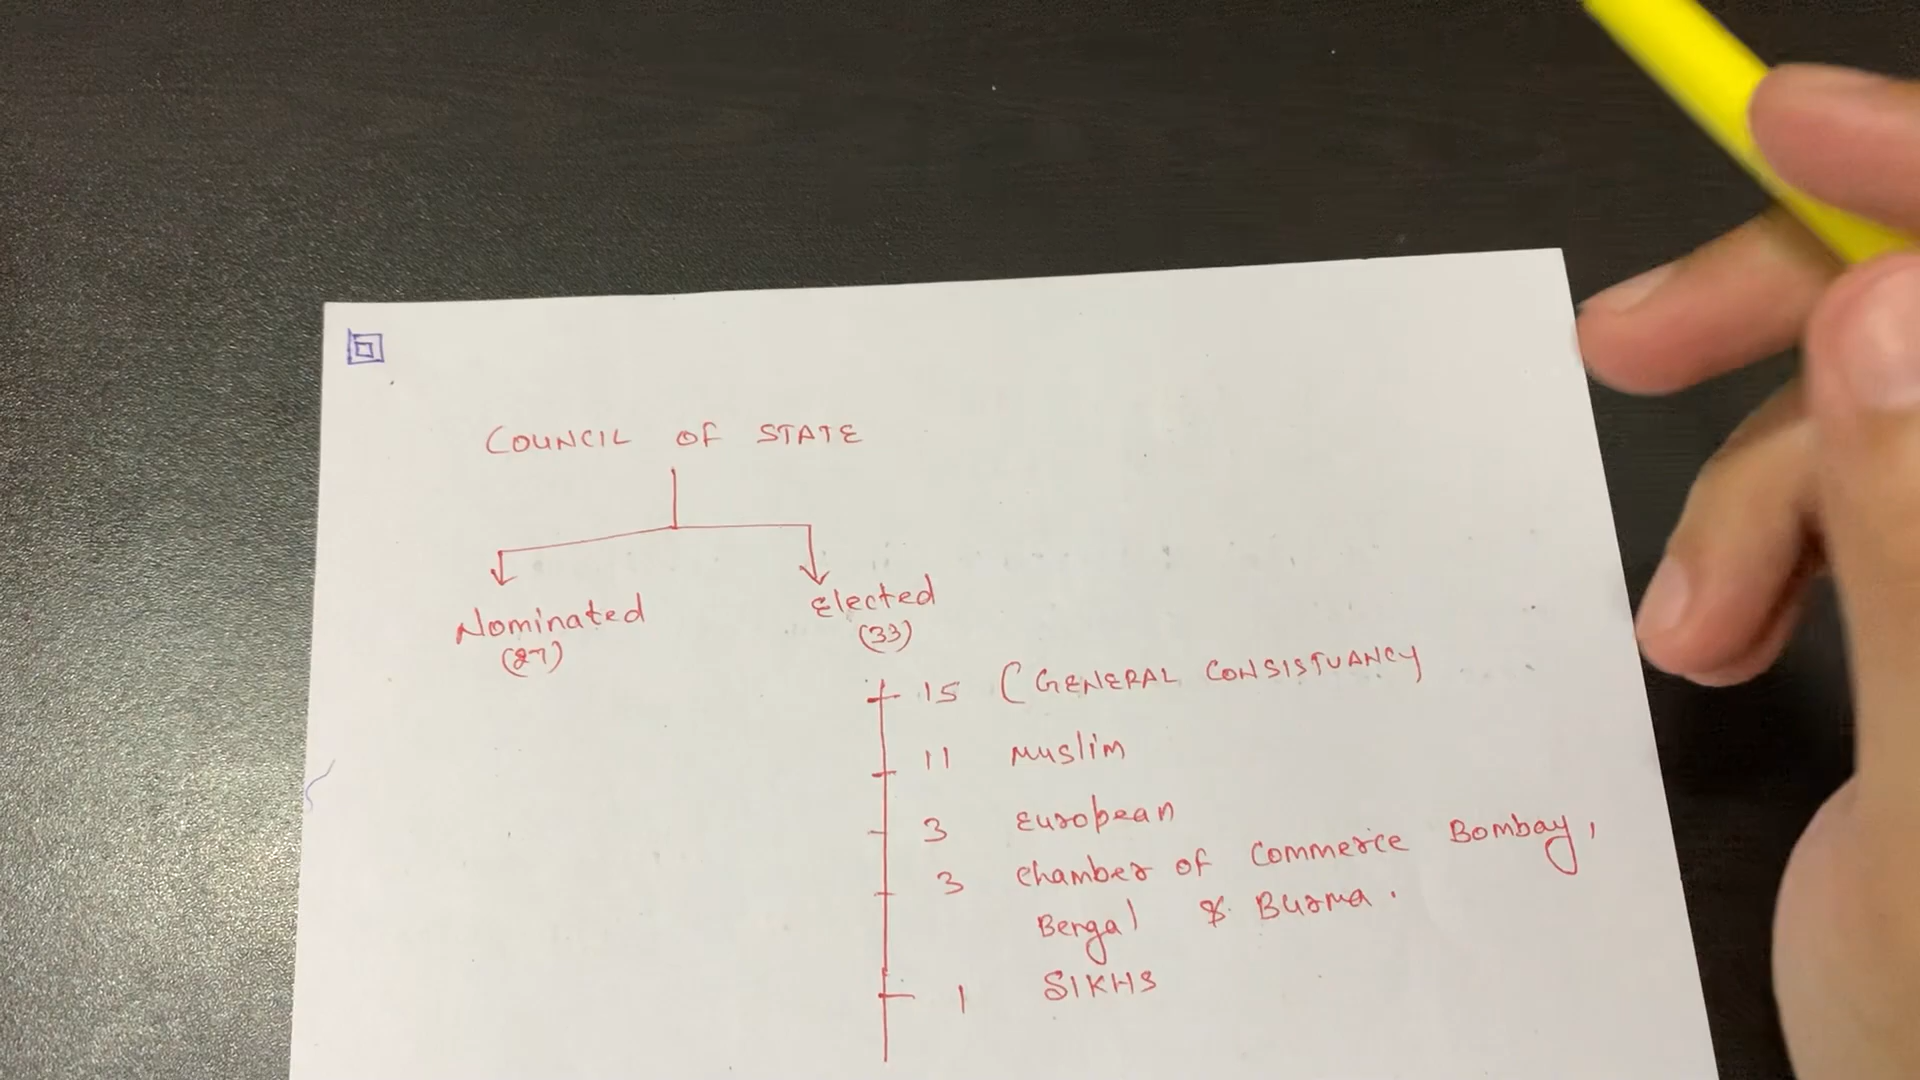 COUNCIL OF STATE
Nominated
(27)
Elected
(33)
15 (GENERAL CONSISTUANCY
11 Muslim
3 European
3 chamber of Commerce Bombay,
Bengal & Burma.
1 SIKHS